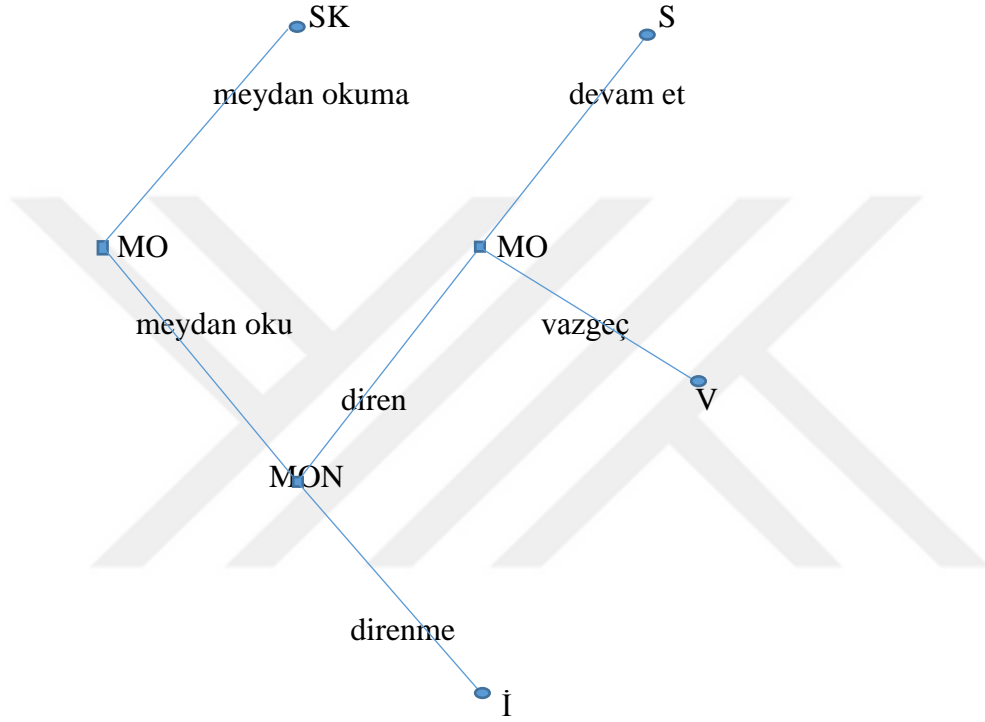 SK
S
meydan okuma
devam et
MO
MO
meydan oku
vazgeç
diren
V
MON
direnme
İ